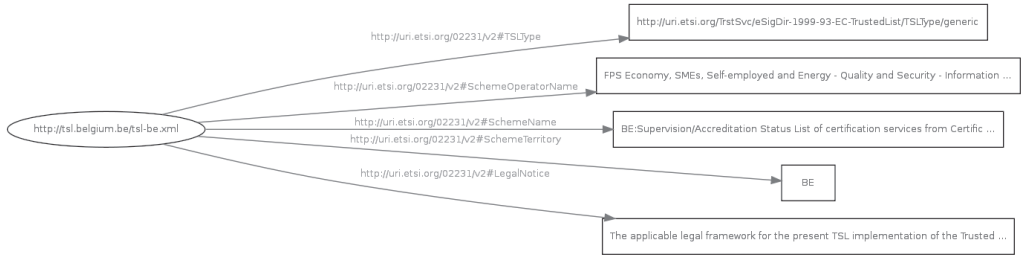 http://uri.etsi.org/TrstSvc/eSigDir-1999-93-EC-TrustedList/TSLType/generic
http://uri.etsi.org/02231/v2#TSLType
FPS Economy, SMEs, Self-employed and Energy - Quality and Security - Information ...
http://uri.etsi.org/02231/v2#SchemeOperatorName
http://tsl.belgium.be/tsl-be.xml
http://uri.etsi.org/02231/v2#SchemeName
BE:Supervision/Accreditation Status List of certification services from Certific ...
http://uri.etsi.org/02231/v2#SchemeTerritory
BE
http://uri.etsi.org/02231/v2#LegalNotice
The applicable legal framework for the present TSL implementation of the Trusted ...